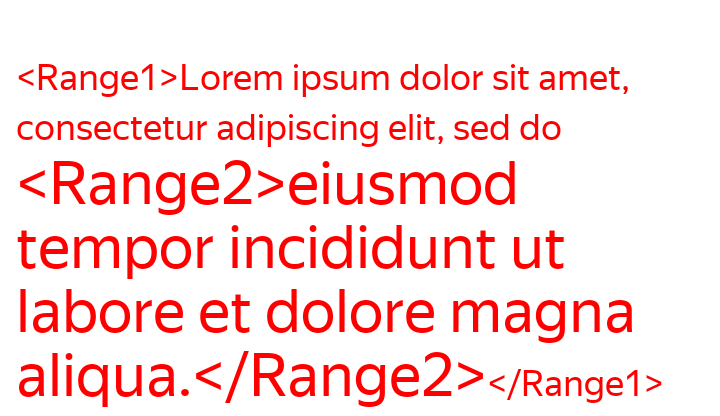 <Range1>Lorem ipsum dolor sit amet,
consectetur adipiscing elit, sed do
<Range2>eiusmod
tempor incididunt ut
labore et dolore magna
aliqua.</Range2></Range1>